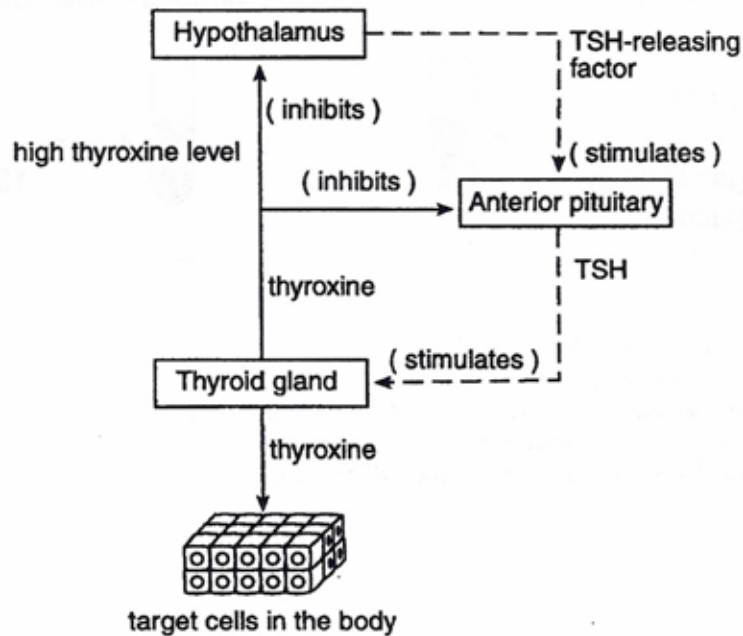 Hypothalamus
TSH-releasing
factor
( inhibits )
high thyroxine level
( stimulates )
( inhibits )
Anterior pituitary
TSH
thyroxine
( stimulates )
Thyroid gland
thyroxine
target cells in the body